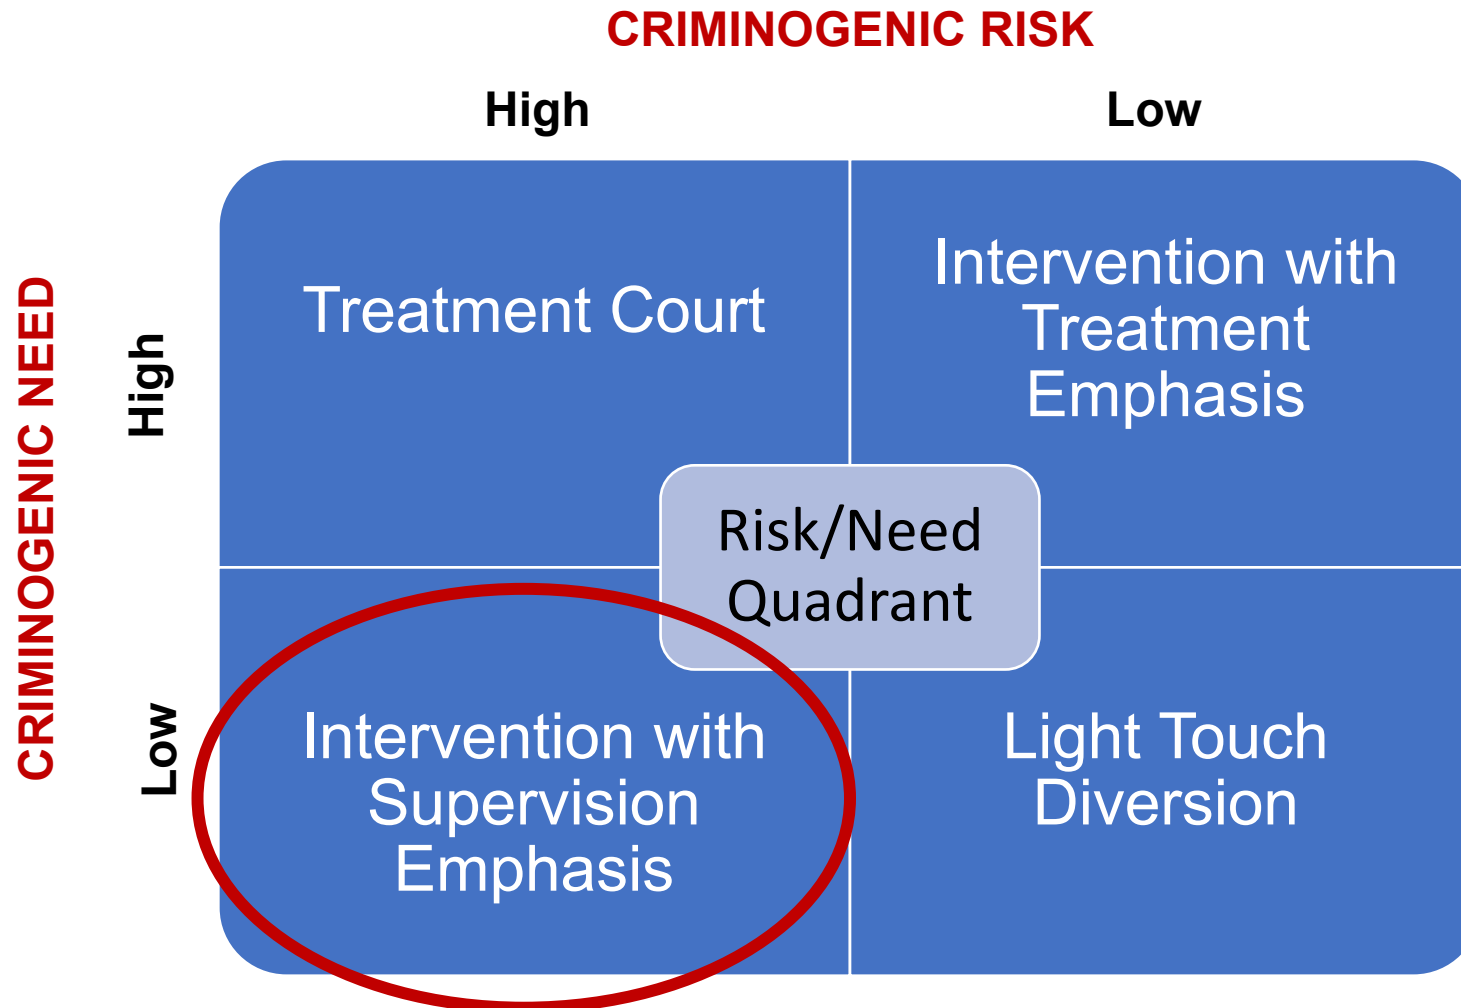 CRIMINOGENIC RISK
High
Low
CRIMINOGENIC NEED
High
Treatment Court
Intervention with
Treatment
Emphasis
Risk/Need
Quadrant
Low
Intervention with
Supervision
Emphasis
Light Touch
Diversion